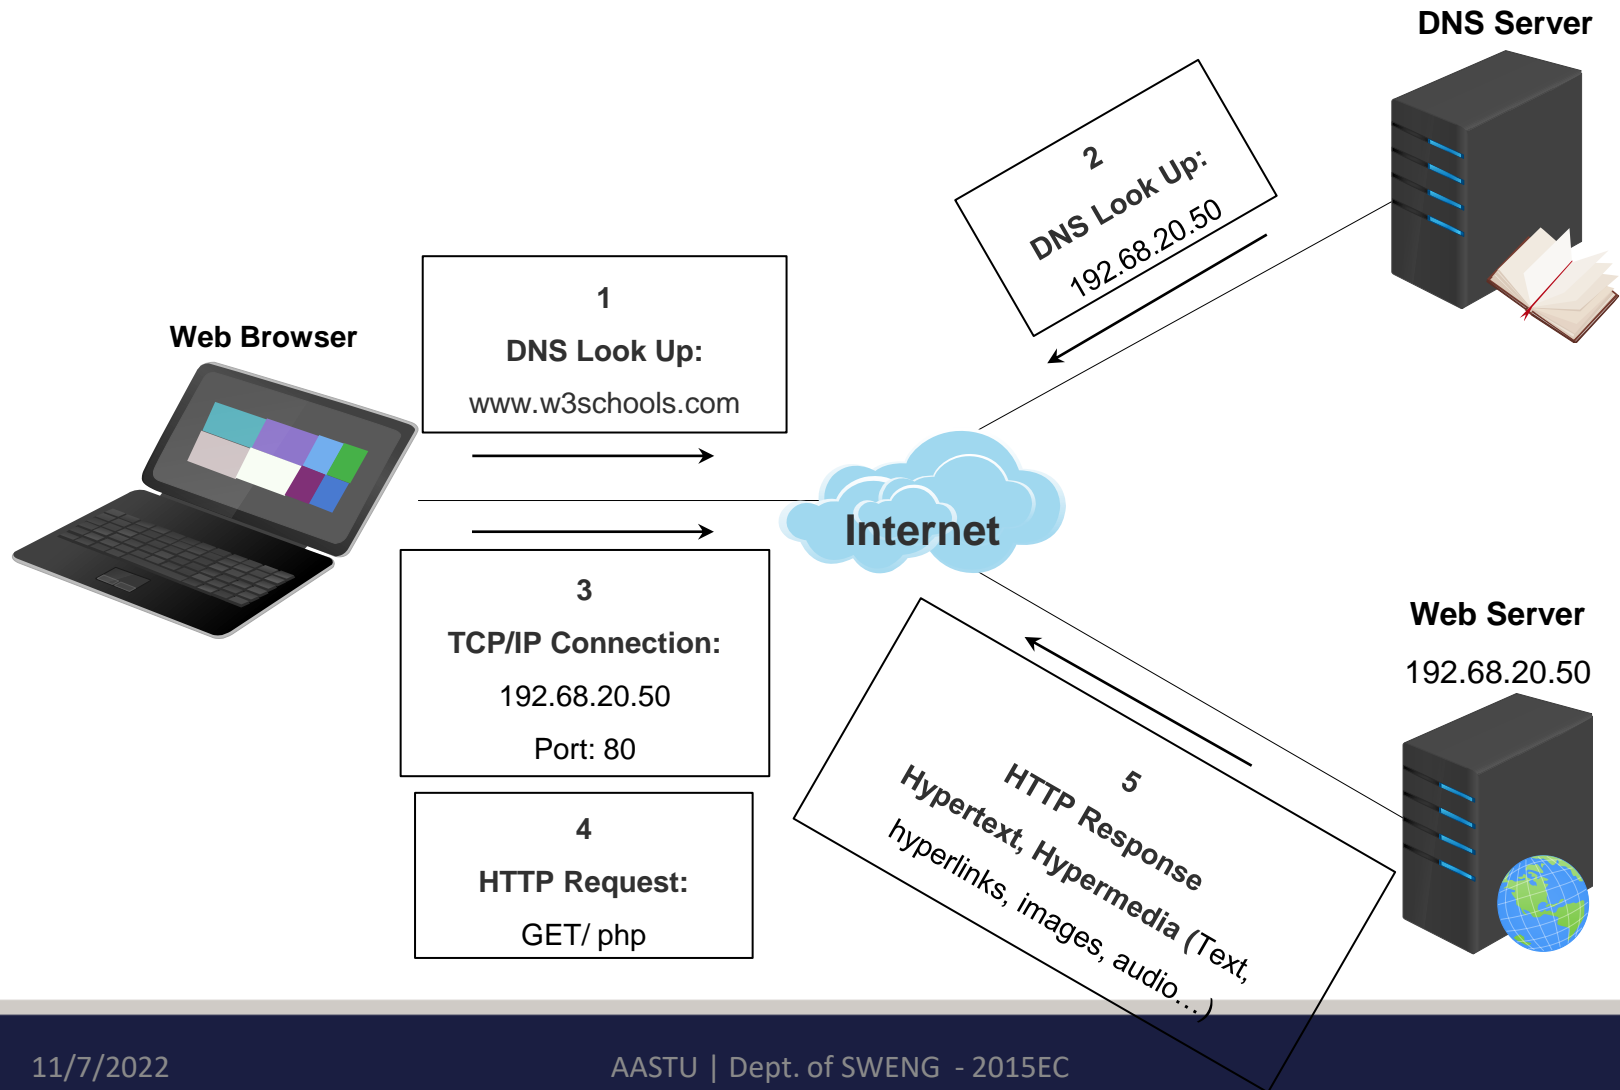 DNS Server
2
DNS Look Up:
192.68.20.50
1
DNS Look Up:
www.w3schools.com
Web Browser
Internet
3
TCP/IP Connection:
192.68.20.50
Port: 80
4
HTTP Request:
GET/ php
Web Server
192.68.20.50
5
HTTP Response
Hypertext, Hypermedia (Text,
hyperlinks, images, audio…)
11/7/2022
AASTU | Dept. of SWENG - 2015EC